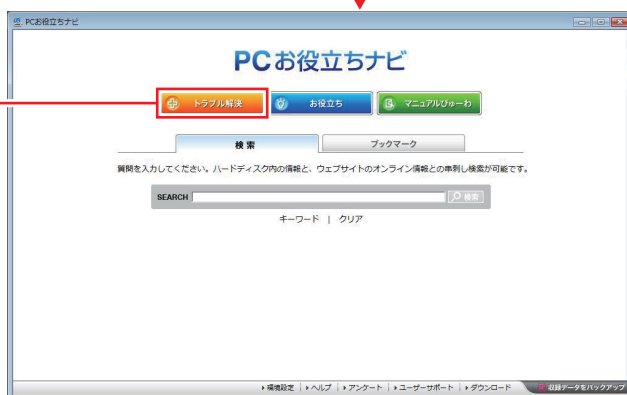 PCお役立ちナビ
PCお役立ちナビ
トラブル解決 お役立ち マニュアルびゅーわ
検索 ブックマーク
質問を入力してください。ハードディスク内の情報と、ウェブサイトのオンライン情報との串刺し検索が可能です。
SEARCH 検索
キーワード | クリア
環境設定 | ヘルプ | アンケート | ユーザーサポート | ダウンロード 収録データをバックアップ